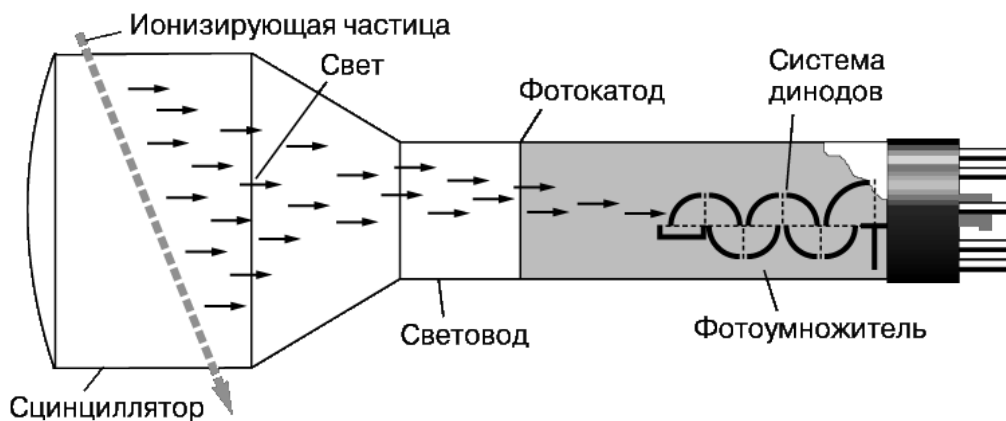 Ионизирующая частица
Свет
Фотокатод
Система
динодов
Световод
Фотоумножитель
Сцинциллятор